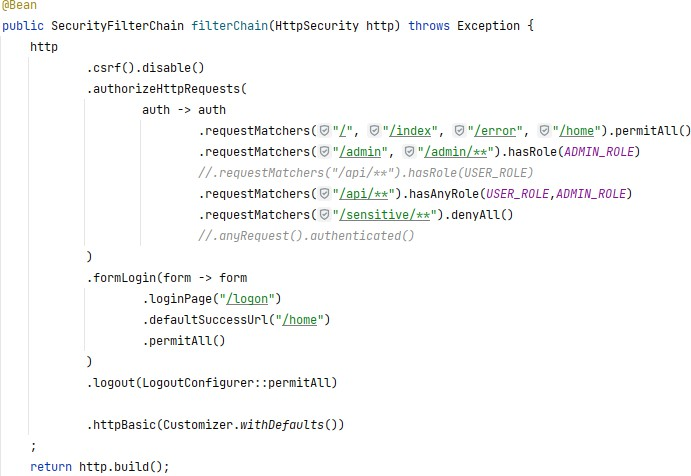 @Bean
public SecurityFilterChain filterChain(HttpSecurity http) throws Exception {
    http
            .csrf().disable()
            .authorizeHttpRequests(
                    auth -> auth
                            .requestMatchers("/", "/index", "/error", "/home").permitAll()
                            .requestMatchers("/admin", "/admin/**").hasRole(ADMIN_ROLE)
                            //.requestMatchers("/api/**").hasRole(USER_ROLE)
                            .requestMatchers("/api/**").hasAnyRole(USER_ROLE,ADMIN_ROLE)
                            .requestMatchers("/sensitive/**").denyAll()
                            //.anyRequest().authenticated()
            )
            .formLogin(form -> form
                    .loginPage("/logon")
                    .defaultSuccessUrl("/home")
                    .permitAll()
            )
            .logout(LogoutConfigurer::permitAll)
            .httpBasic(Customizer.withDefaults())
    ;
    return http.build();